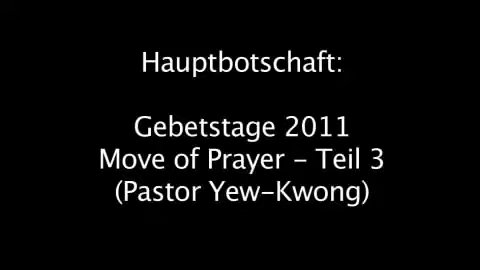 Hauptbotschaft:
Gebetstage 2011
Move of Prayer - Teil 3
(Pastor Yew-Kwong)